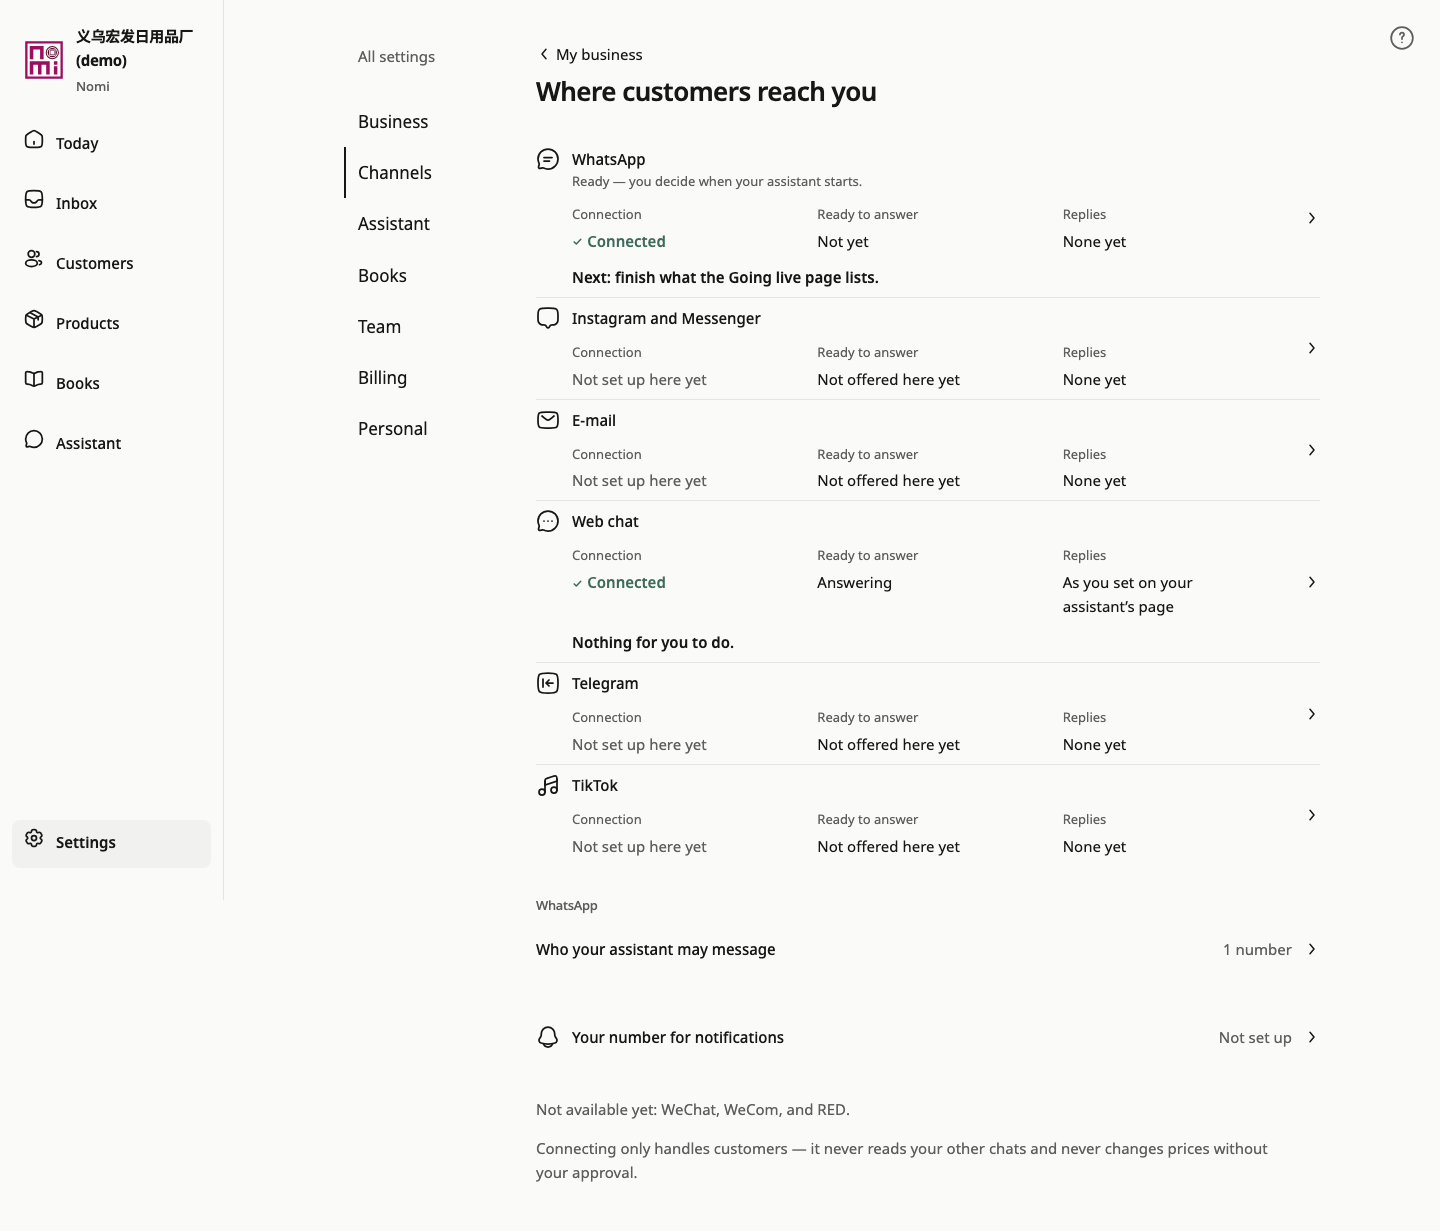 义乌宏发日用品厂
(demo)
Nomi
Today
Inbox
Customers
Products
Books
Assistant
Settings
All settings
Business
Channels
Assistant
Books
Team
Billing
Personal
My business
Where customers reach you
WhatsApp
Ready — you decide when your assistant starts.
Connection Ready to answer Replies
Connected Not yet None yet
Next: finish what the Going live page lists.
Instagram and Messenger
Connection Ready to answer Replies
Not set up here yet Not offered here yet None yet
E-mail
Connection Ready to answer Replies
Not set up here yet Not offered here yet None yet
Web chat
Connection Ready to answer Replies
Connected Answering As you set on your
assistant’s page
Nothing for you to do.
Telegram
Connection Ready to answer Replies
Not set up here yet Not offered here yet None yet
TikTok
Connection Ready to answer Replies
Not set up here yet Not offered here yet None yet
WhatsApp
Who your assistant may message 1 number
Your number for notifications Not set up
Not available yet: WeChat, WeCom, and RED.
Connecting only handles customers — it never reads your other chats and never changes prices without
your approval.